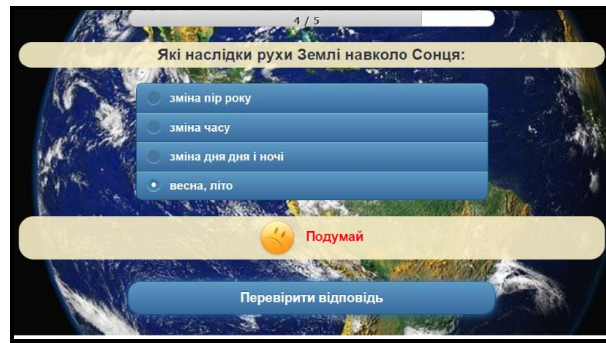 4 / 5
Які наслідки рухи Землі навколо Сонця:
зміна пір року
зміна часу
зміна дня дня і ночі
весна, літо
Подумай
Перевірити відповідь